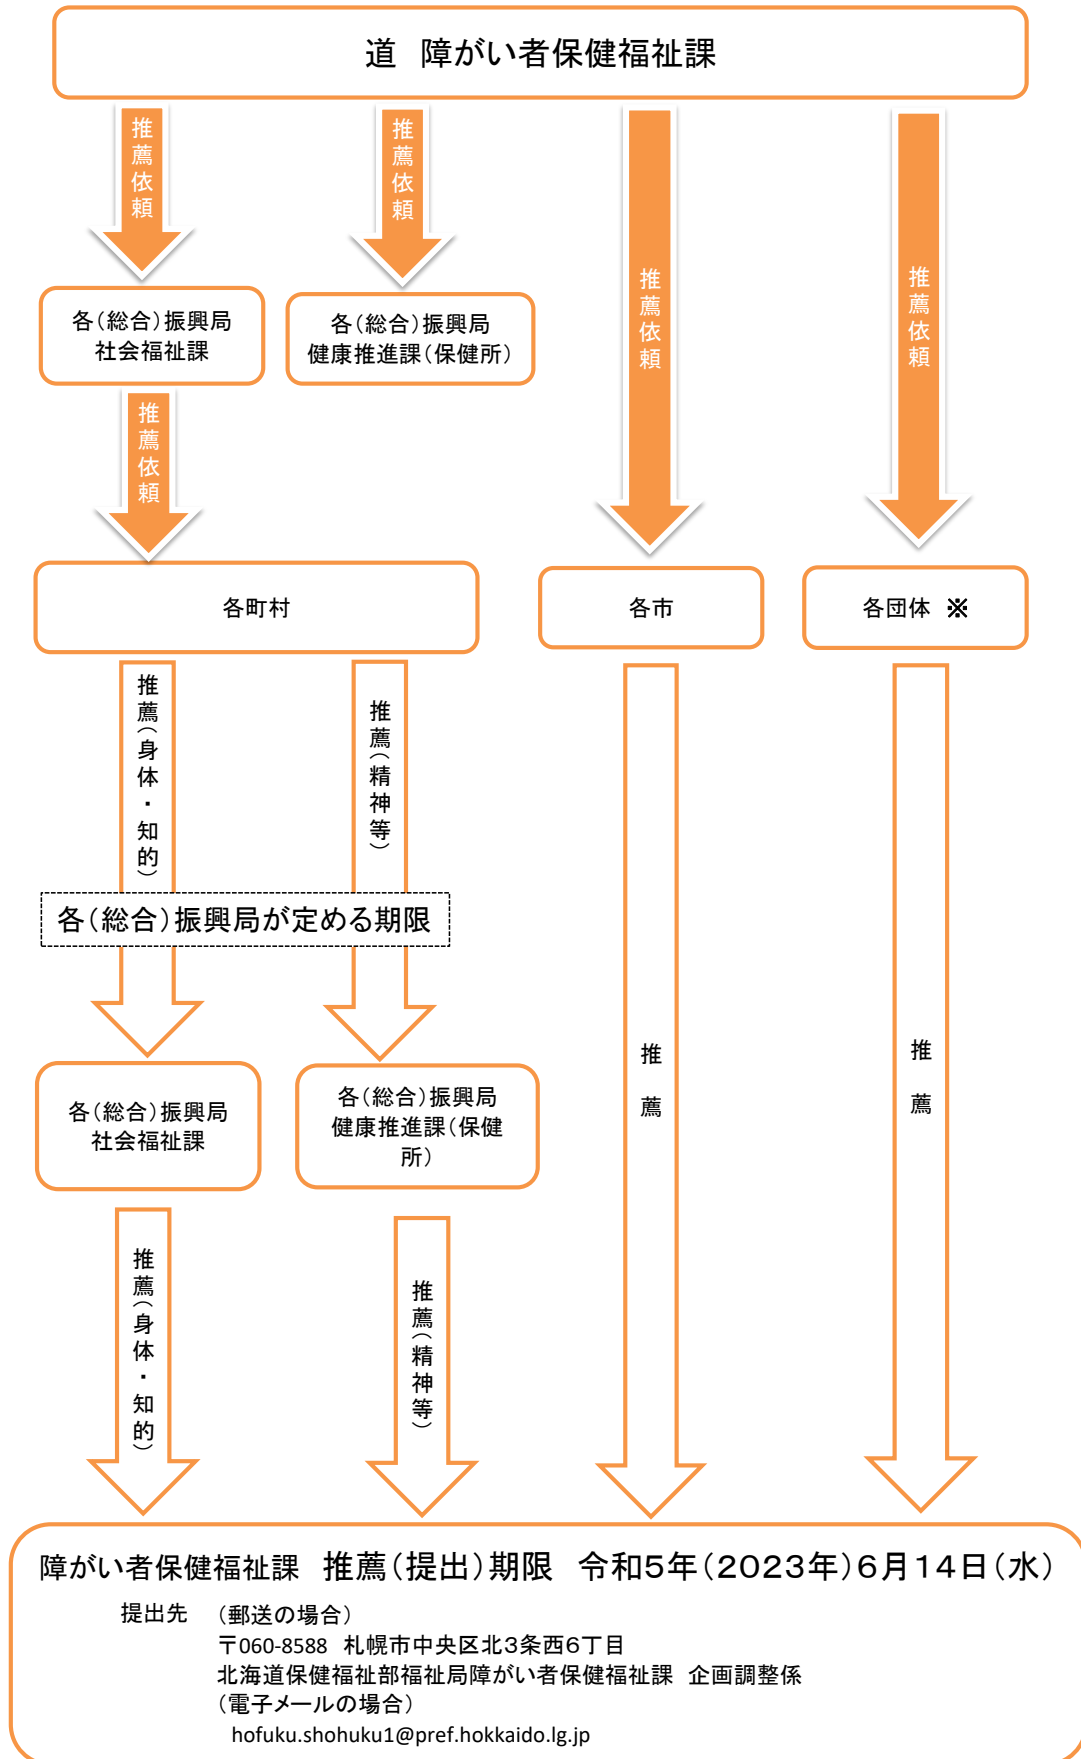 道　障がい者保健福祉課
推薦依頼
推薦依頼
推薦依頼
推薦依頼
各（総合）振興局
社会福祉課
各（総合）振興局
健康推進課（保健所）
推薦依頼
各町村
各市
各団体　※
推薦（身体・知的）
推薦（精神等）
各（総合）振興局が定める期限
推　薦
推　薦
各（総合）振興局
社会福祉課
各（総合）振興局
健康推進課（保健
所）
推薦（身体・知的）
推薦（精神等）
障がい者保健福祉課　推薦（提出）期限　令和５年（２０２３年）６月１４日（水）
提出先　（郵送の場合）
〒060-8588　札幌市中央区北３条西６丁目
北海道保健福祉部福祉局障がい者保健福祉課　企画調整係
（電子メールの場合）
hofuku.shohuku1@pref.hokkaido.lg.jp